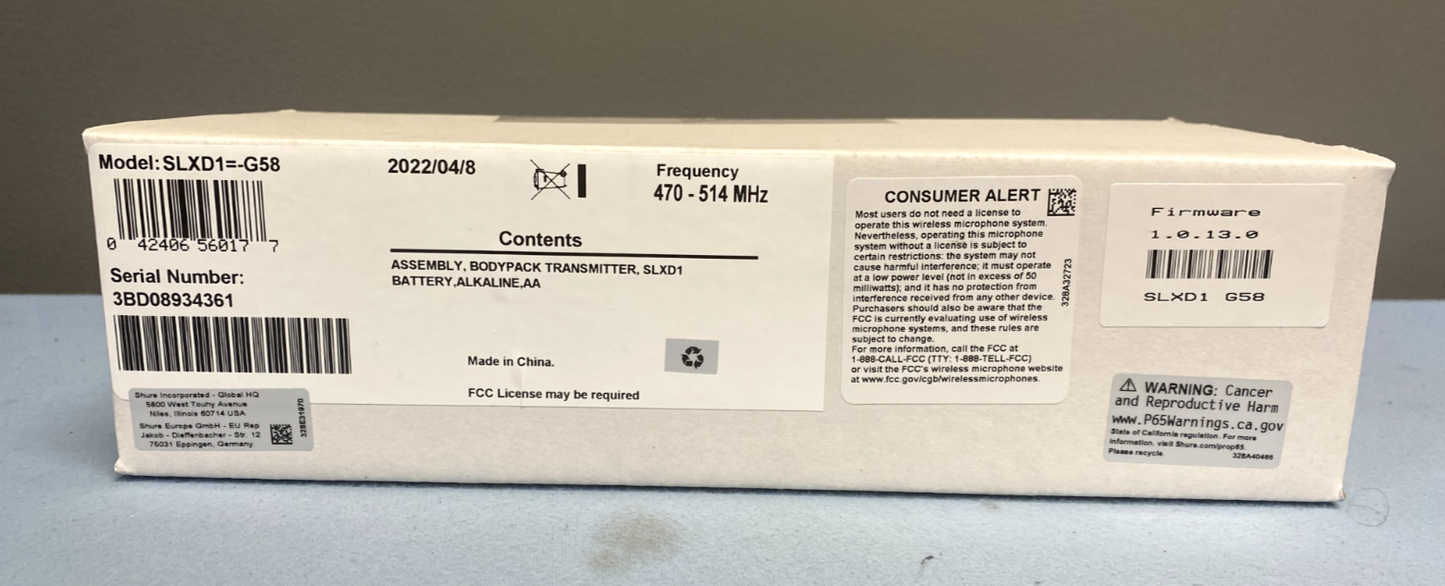 Model: SLXD1=-G58
0 42406 56017 7
Serial Number:
3BD08934361
2022/04/8
Frequency
470 - 514 MHz
Contents
ASSEMBLY, BODYPACK TRANSMITTER, SLXD1
BATTERY,ALKALINE,AA
Made in China.
FCC License may be required
Shure Incorporated - Global HQ
5800 West Touhy Avenue
Niles, Illinois 60714 USA
Shure Europe GmbH - EU Rep
Jakob - Dieffenbacher - Str. 12
75031 Eppingen, Germany
328E31970
CONSUMER ALERT
Most users do not need a license to
operate this wireless microphone system.
Nevertheless, operating this microphone
system without a license is subject to
certain restrictions: the system may not
cause harmful interference; it must operate
at a low power level (not in excess of 50
milliwatts); and it has no protection from
interference received from any other device.
Purchasers should also be aware that the
FCC is currently evaluating use of wireless
microphone systems, and these rules are
subject to change.
For more information, call the FCC at
1-888-CALL-FCC (TTY: 1-888-TELL-FCC)
or visit the FCC's wireless microphone website
at www.fcc.gov/cgb/wirelessmicrophones.
328A32723
Firmware
1.0.13.0
SLXD1 G58
WARNING: Cancer
and Reproductive Harm
www.P65Warnings.ca.gov
State of California regulation. For more
information, visit Shure.com/prop65.
Please recycle.
328A40466